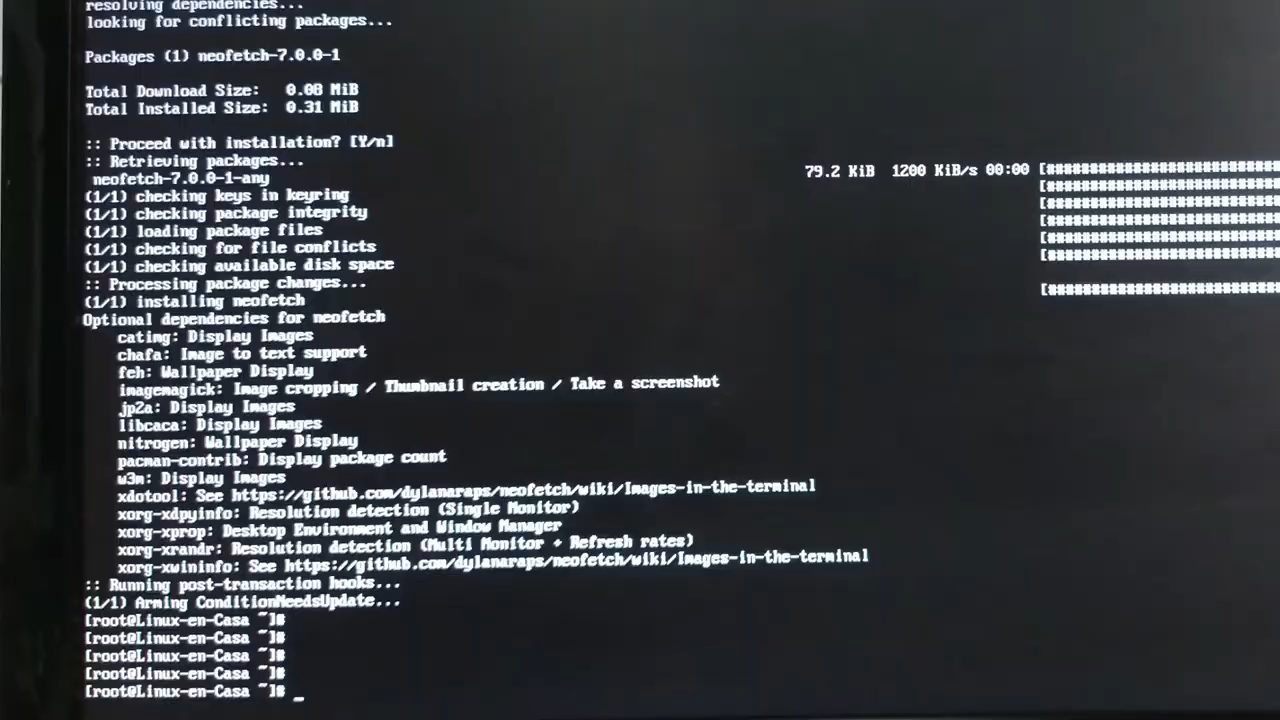 resolving dependencies...
looking for conflicting packages...
Packages (1) neofetch-7.0.0-1
Total Download Size:   0.08 MiB
Total Installed Size:  0.31 MiB
:: Proceed with installation? [Y/n]
:: Retrieving packages...
neofetch-7.0.0-1-any 79.2 KiB  1200 KiB/s 00:00 [####################
(1/1) checking keys in keyring [####################
(1/1) checking package integrity [####################
(1/1) loading package files [####################
(1/1) checking for file conflicts [####################
(1/1) checking available disk space [####################
:: Processing package changes...
(1/1) installing neofetch [####################
Optional dependencies for neofetch
catimg: Display Images
chafa: Image to text support
feh: Wallpaper Display
imagemagick: Image cropping / Thumbnail creation / Take a screenshot
jp2a: Display Images
libcaca: Display Images
nitrogen: Wallpaper Display
pacman-contrib: Display package count
w3m: Display Images
xdotool: See https://github.com/dylanaraps/neofetch/wiki/Images-in-the-terminal
xorg-xdpyinfo: Resolution detection (Single Monitor)
xorg-xprop: Desktop Environment and Window Manager
xorg-xrandr: Resolution detection (Multi Monitor + Refresh rates)
xorg-xwininfo: See https://github.com/dylanaraps/neofetch/wiki/Images-in-the-terminal
:: Running post-transaction hooks...
(1/1) Arming ConditionNeedsUpdate...
[root@Linux-en-Casa ~]#
[root@Linux-en-Casa ~]#
[root@Linux-en-Casa ~]#
[root@Linux-en-Casa ~]#
[root@Linux-en-Casa ~]# _